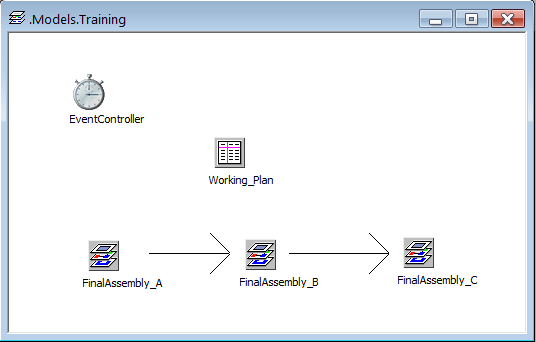 .Models.Training
EventController
Working_Plan
FinalAssembly_A
FinalAssembly_B
FinalAssembly_C